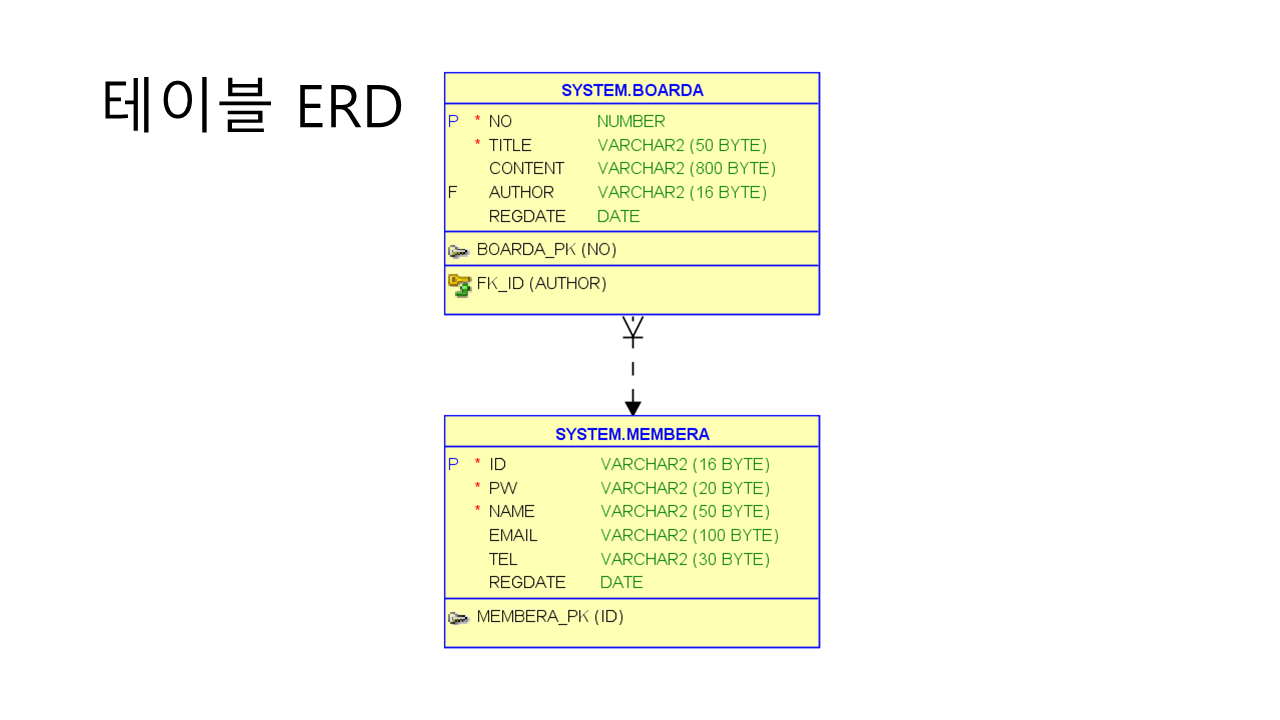 테이블 ERD
SYSTEM.BOARDA
P * NO NUMBER
* TITLE VARCHAR2 (50 BYTE)
CONTENT VARCHAR2 (800 BYTE)
F AUTHOR VARCHAR2 (16 BYTE)
REGDATE DATE
BOARDA_PK (NO)
FK_ID (AUTHOR)
SYSTEM.MEMBERA
P * ID VARCHAR2 (16 BYTE)
* PW VARCHAR2 (20 BYTE)
* NAME VARCHAR2 (50 BYTE)
EMAIL VARCHAR2 (100 BYTE)
TEL VARCHAR2 (30 BYTE)
REGDATE DATE
MEMBERA_PK (ID)